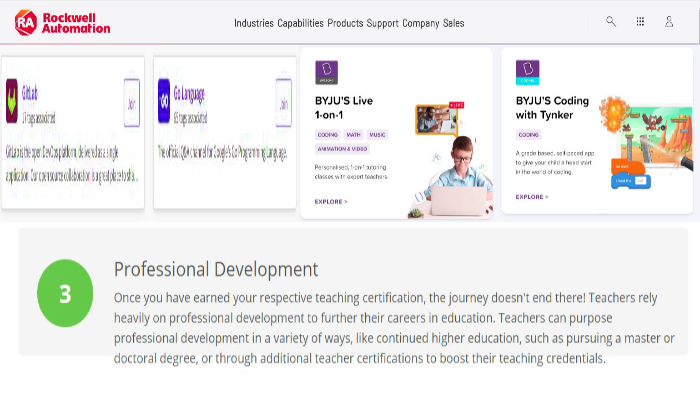 Rockwell
Automation
Industries Capabilities Products Support Company Sales
GitLab
Join
GitLab is the open DevOps platform, delivered as a single
application. Our open source collaboration is a great place to sha...
Go Language
Join
The official Q&A channel for Google's Go Programming Language.
BYJU'S Live
1-on-1
CODING MATH MUSIC
ANIMATION & VIDEO
Personalised, 1-on-1 tutoring
classes with expert teachers.
EXPLORE >
BYJU'S Coding
with Tynker
CODING
A grade based, self-paced app
to give your child a head start
in the world of coding.
EXPLORE >
3
Professional Development
Once you have earned your respective teaching certification, the journey doesn't end there! Teachers rely
heavily on professional development to further their careers in education. Teachers can purpose
professional development in a variety of ways, like continued higher education, such as pursuing a master or
doctoral degree, or through additional teacher certifications to boost their teaching credentials.